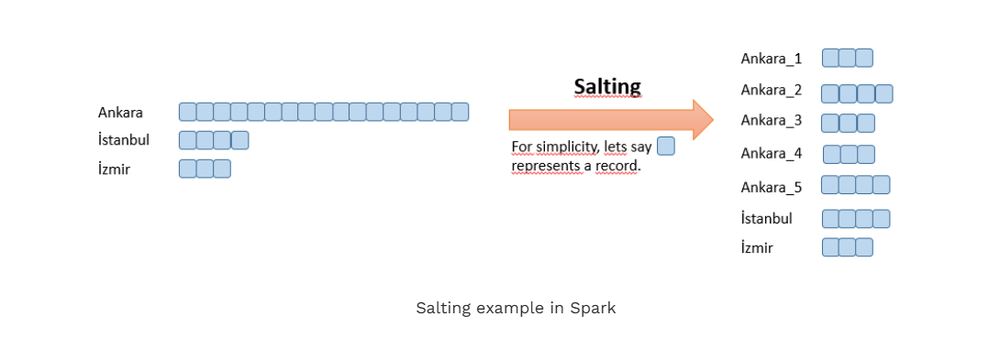 Ankara
İstanbul
İzmir
Salting
For simplicity, lets say
represents a record.
Ankara_1
Ankara_2
Ankara_3
Ankara_4
Ankara_5
İstanbul
İzmir
Salting example in Spark